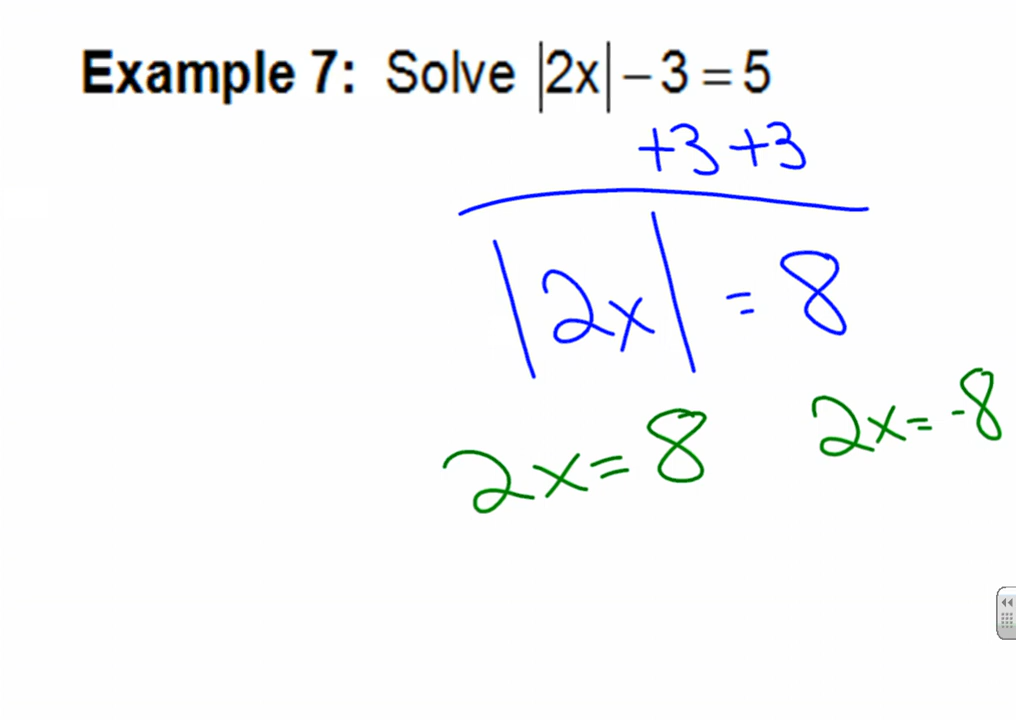 Example 7: Solve |2x| – 3 = 5
+3 +3
|2x| = 8
2x = 8 2x = -8